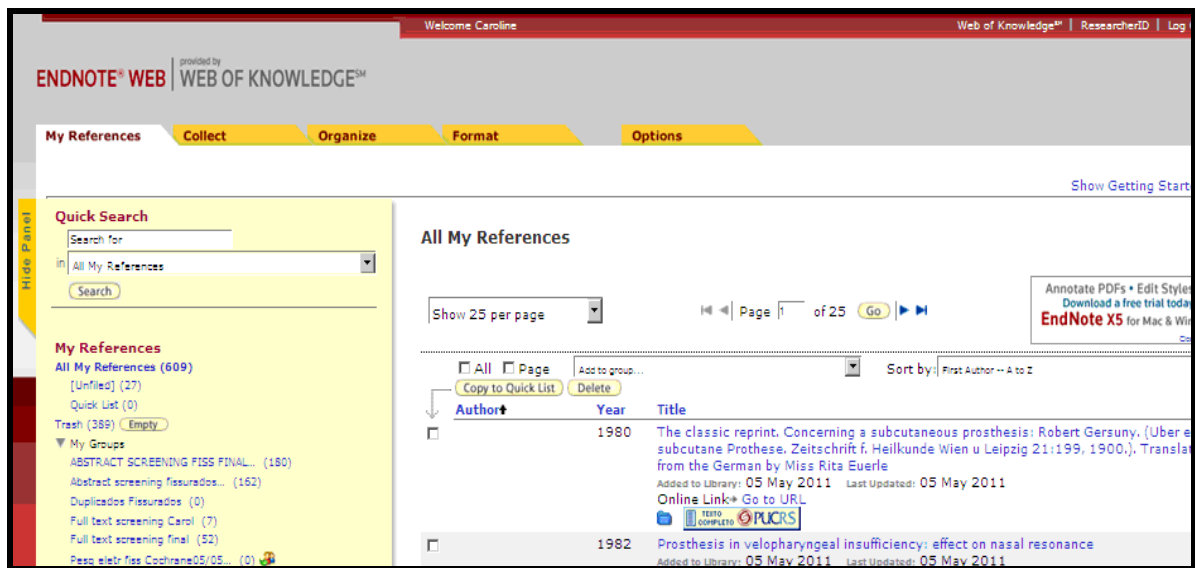 Welcome Caroline
Web of Knowledge℠ | ResearcherID | Log
ENDNOTE® WEB
provided by
WEB OF KNOWLEDGE℠
My References
Collect
Organize
Format
Options
Show Getting Start
Hide Panel
Quick Search
Search for
in All My References
Search
My References
All My References (609)
[Unfiled] (27)
Quick List (0)
Trash (389) Empty
My Groups
ABSTRACT SCREENING FISS FINAL... (180)
Abstract screening fissurados... (162)
Duplicados Fissurados (0)
Full text screening Carol (7)
Full text screening final (52)
Pesq eletr fiss Cochrane05/05... (0)
All My References
Show 25 per page
Page 1 of 25 Go
Annotate PDFs • Edit Styles
Download a free trial today
EndNote X5 for Mac & Wi
All Page Add to group...
Sort by: First Author -- A to Z
Copy to Quick List Delete
Author Year Title
1980 The classic reprint. Concerning a subcutaneous prosthesis: Robert Gersuny. (Uber e
subcutane Prothese. Zeitschrift f. Heilkunde Wien u Leipzig 21:199, 1900.). Translat
from the German by Miss Rita Euerle
Added to Library: 05 May 2011 Last Updated: 05 May 2011
Online Link→ Go to URL
TEXTO COMPLETO PUCRS
1982 Prosthesis in velopharyngeal insufficiency: effect on nasal resonance
Added to Library: 05 May 2011 Last Updated: 05 May 2011